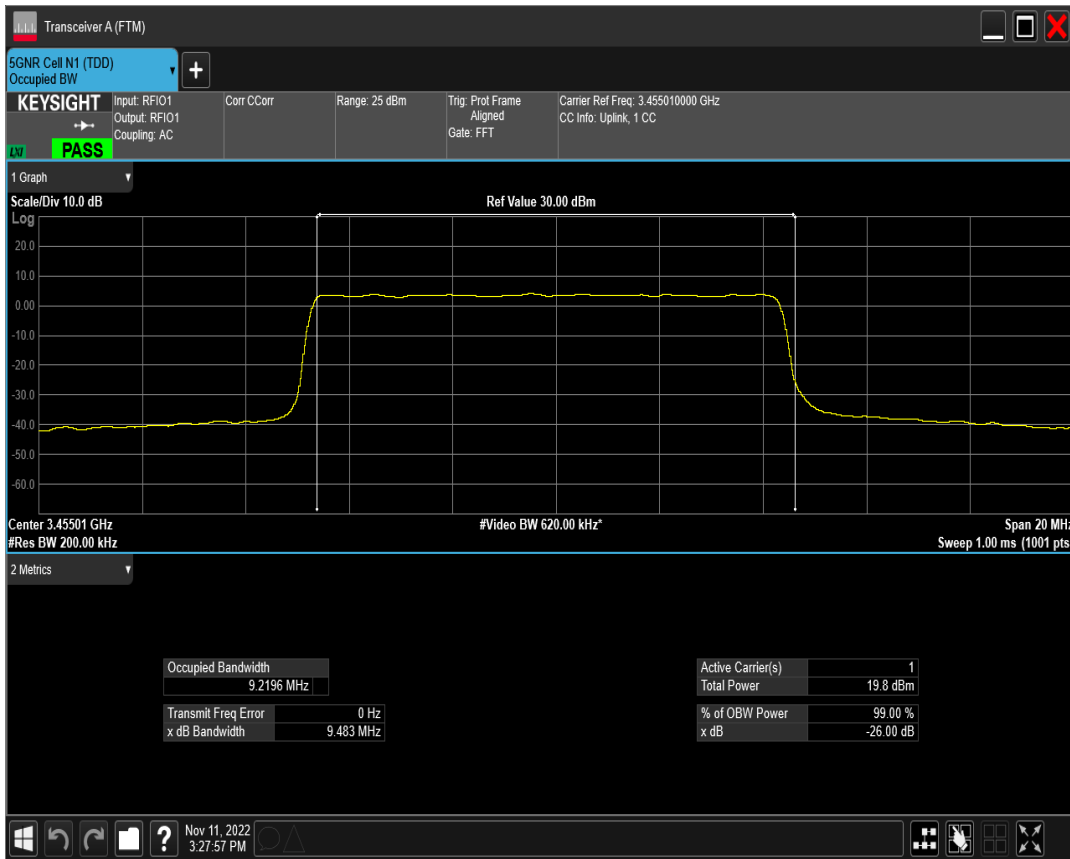 Transceiver A (FTM)
5GNR Cell N1 (TDD)
Occupied BW
+
KEYSIGHT
LXI
PASS
Input: RFIO1
Output: RFIO1
Coupling: AC
Corr CCorr
Range: 25 dBm
Trig: Prot Frame
Aligned
Gate: FFT
Carrier Ref Freq: 3.455010000 GHz
CC Info: Uplink, 1 CC
1 Graph
Scale/Div 10.0 dB
Ref Value 30.00 dBm
Log
20.0
10.0
0.00
-10.0
-20.0
-30.0
-40.0
-50.0
-60.0
Center 3.45501 GHz
#Video BW 620.00 kHz*
Span 20 MHz
#Res BW 200.00 kHz
Sweep 1.00 ms (1001 pts
2 Metrics
Occupied Bandwidth
9.2196 MHz
Transmit Freq Error 0 Hz
x dB Bandwidth 9.483 MHz
Active Carrier(s) 1
Total Power 19.8 dBm
% of OBW Power 99.00 %
x dB -26.00 dB
?
Nov 11, 2022
3:27:57 PM